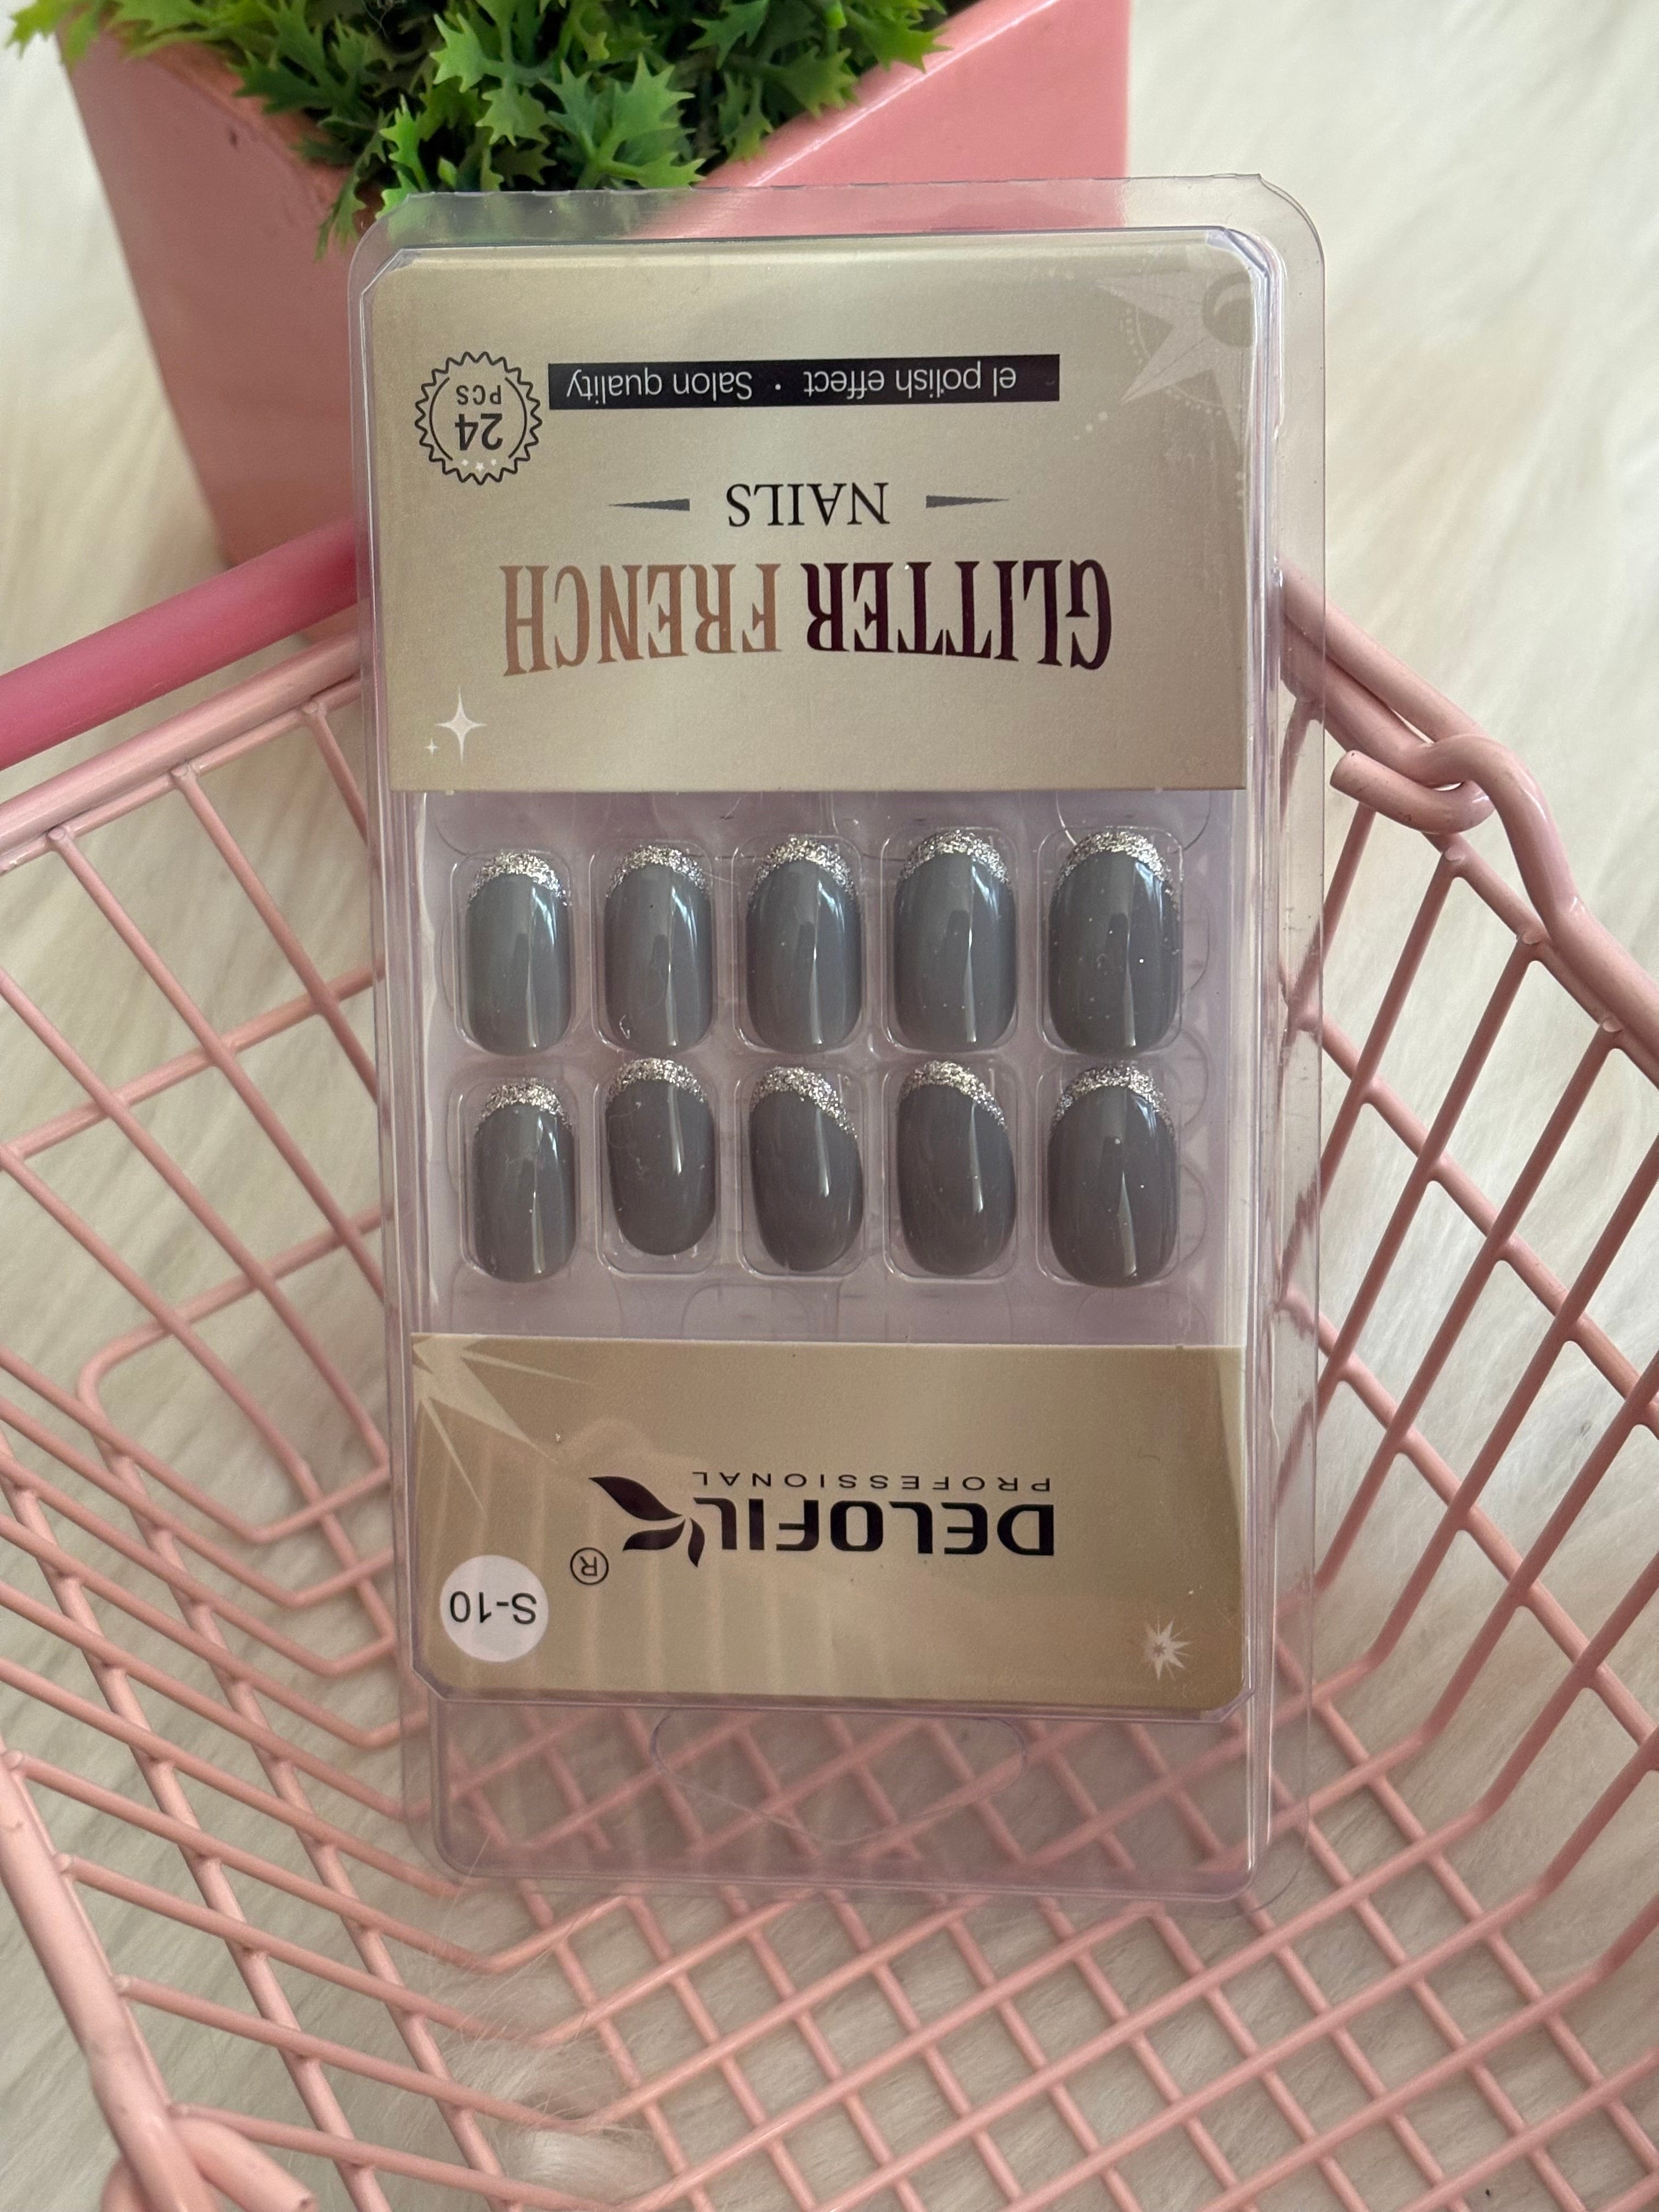 S-10
DELOFIL®
PROFESSIONAL
GLITTER FRENCH
NAILS
24
PCS
el polish effect · Salon quality